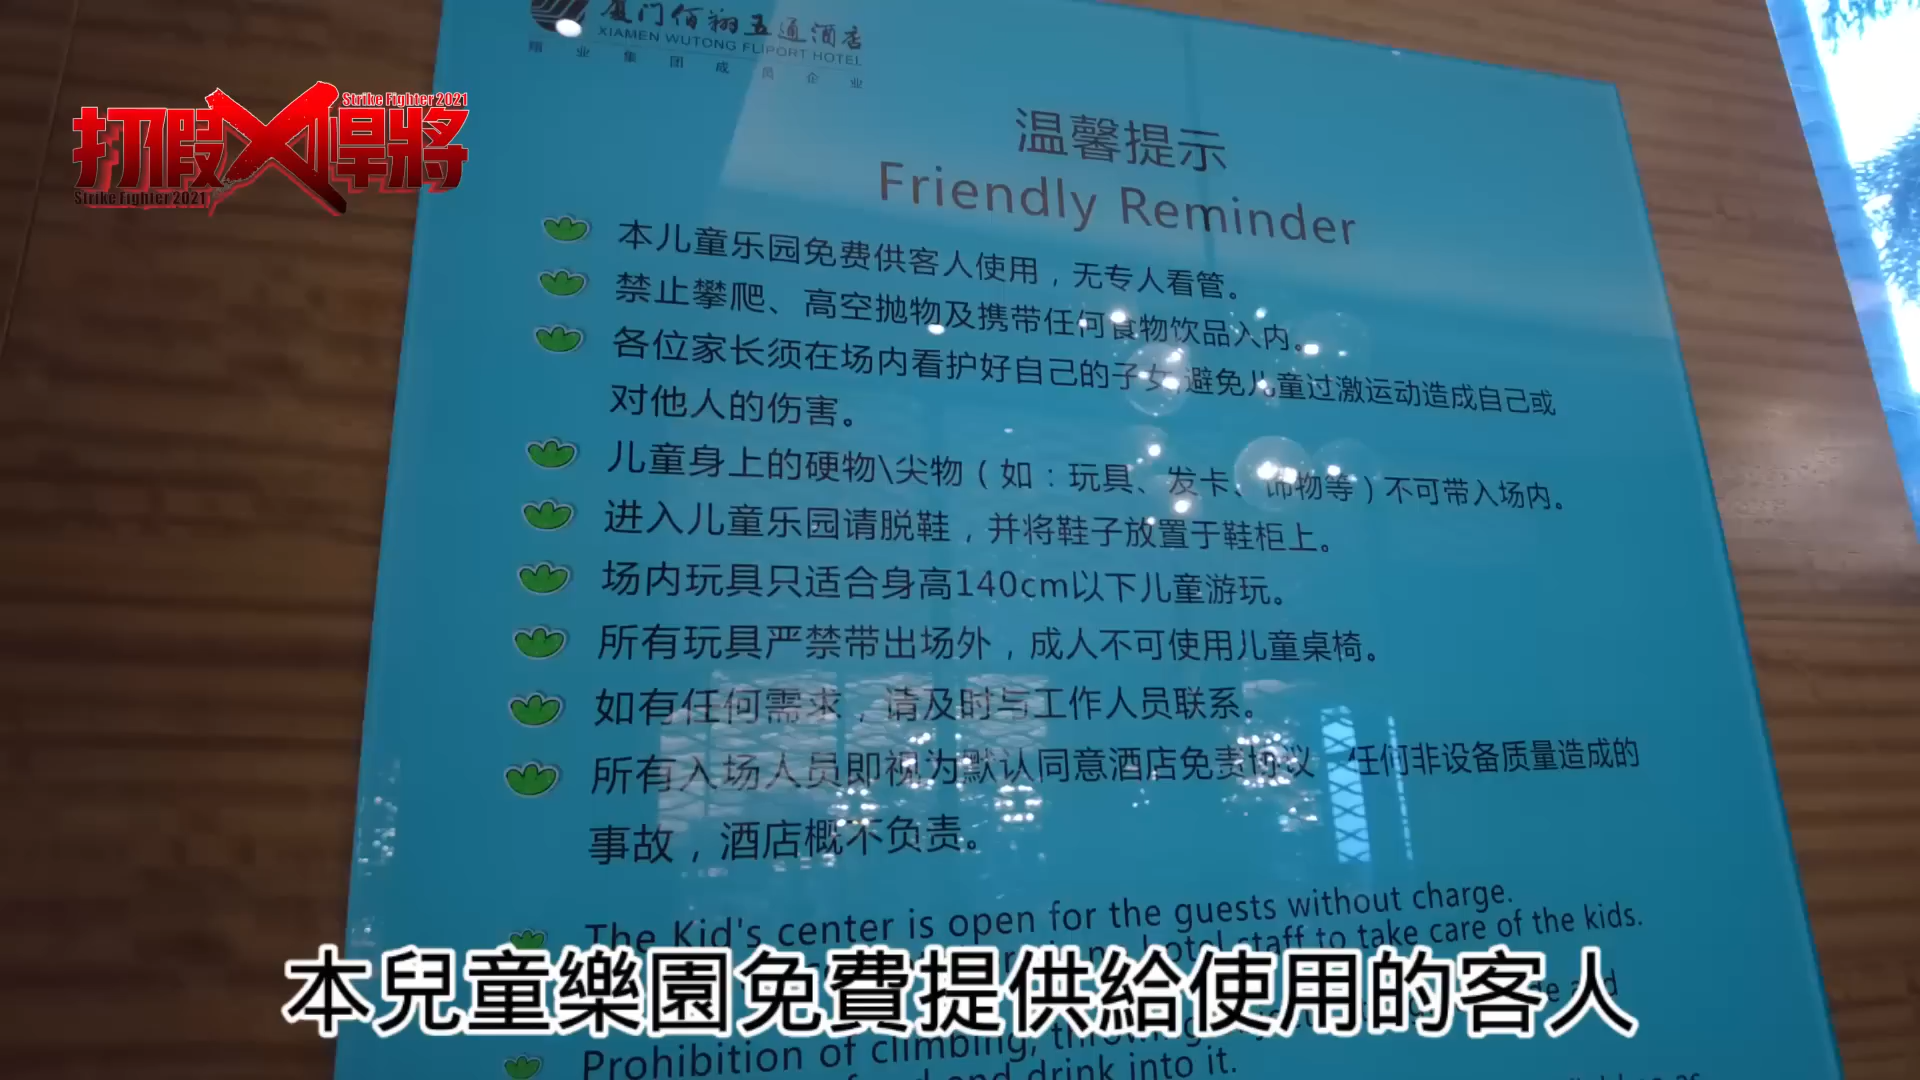 厦门佰翔五通酒店
XIAMEN WUTONG FLIPORT HOTEL
翔业集团成员企业
Strike Fighter 2021
打假悍將
Strike Fighter 2021
温馨提示
Friendly Reminder
本儿童乐园免费供客人使用，无专人看管。
禁止攀爬、高空抛物及携带任何食物饮品入内。
各位家长须在场内看护好自己的子女,避免儿童过激运动造成自己或
对他人的伤害。
儿童身上的硬物\尖物（如：玩具、发卡、饰物等）不可带入场内。
进入儿童乐园请脱鞋，并将鞋子放置于鞋柜上。
场内玩具只适合身高140cm以下儿童游玩。
所有玩具严禁带出场外，成人不可使用儿童桌椅。
如有任何需求，请及时与工作人员联系。
所有入场人员即视为默认同意酒店免责协议 任何非设备质量造成的
事故，酒店概不负责。
The Kid's center is open for the guests without charge.
hotel staff to take care of the kids.
本兒童樂園免費提供給使用的客人
and
Prohibition of climbing,
food and drink into it.